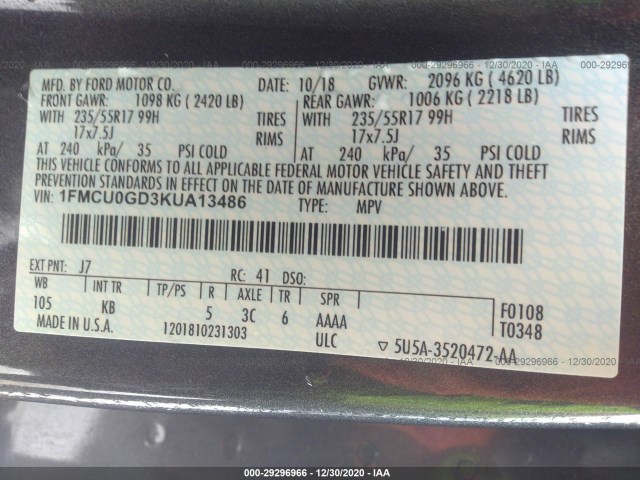 000-29296966 - 12/30/2020 - IAA
MFD. BY FORD MOTOR CO.
DATE: 10/18 GVWR: 2096 KG ( 4620 LB)
FRONT GAWR: 1098 KG ( 2420 LB) REAR GAWR: 1006 KG ( 2218 LB)
WITH 235/55R17 99H TIRES WITH 235/55R17 99H TIRES
17x7.5J RIMS 17x7.5J RIMS
AT 240 kPa/ 35 PSI COLD AT 240 kPa/ 35 PSI COLD
THIS VEHICLE CONFORMS TO ALL APPLICABLE FEDERAL MOTOR VEHICLE SAFETY AND THEFT
PREVENTION STANDARDS IN EFFECT ON THE DATE OF MANUFACTURE SHOWN ABOVE.
VIN: 1FMCU0GD3KUA13486 TYPE: MPV
EXT PNT: J7 RC: 41 DSO:
WB INT TR TP/PS R AXLE TR SPR F0108
105 KB 5 3C 6 AAAA T0348
MADE IN U.S.A. 1201810231303 ULC ▽ 5U5A-3520472-AA
000-29296966 - 12/30/2020 - IAA
000-29296966 - 12/30/2020 - IAA